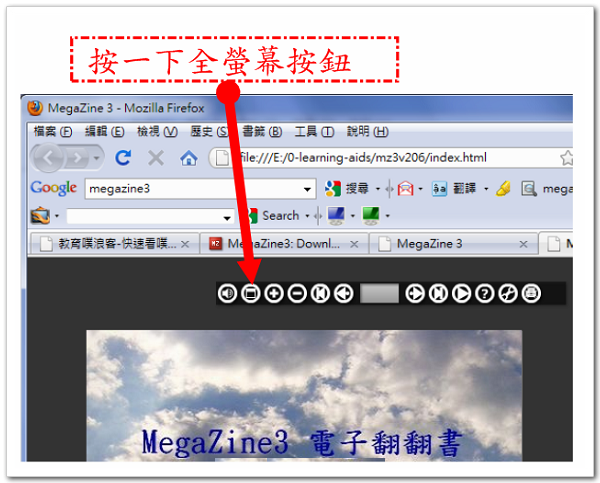 按一下全螢幕按鈕
MegaZine 3 - Mozilla Firefox
檔案(F) 編輯(E) 檢視(V) 歷史(S) 書籤(B) 工具(T) 說明(H)
file:///E:/0-learning-aids/mz3v206/index.html
Google megazine3 搜尋 翻譯 mega
Search
教育噗浪客-快速看噗... MegaZine3: Downl... MegaZine 3 M
MegaZine3 電子翻翻書